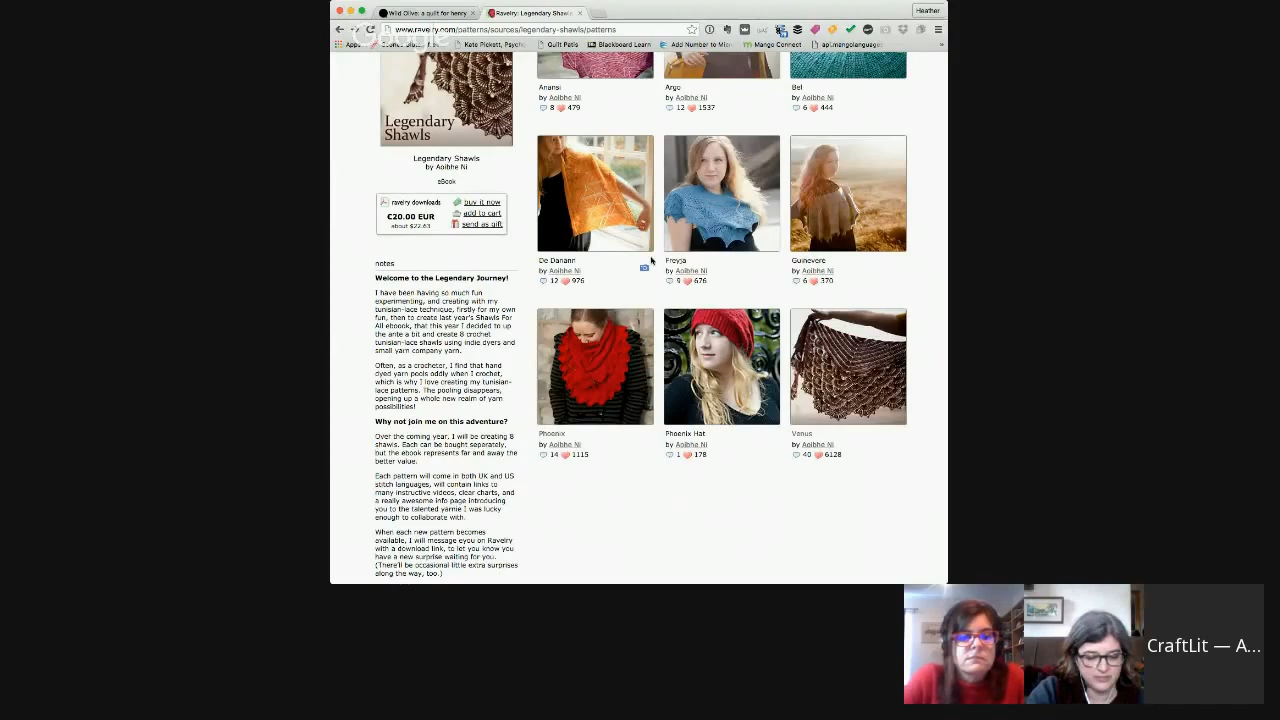 Wild Olive: a quilt for henry
Ravelry: Legendary Shawls
Heather
www.ravelry.com/patterns/sources/legendary-shawls/patterns
Apps
Kate Pickett, Psych
Quilt Patis
Blackboard Learn
Add Number to Micr
Mango Connect
api.mangolanguage
»
Legendary
Shawls
Legendary Shawls
by Aoibhe Ni
eBook
ravelry downloads
€20.00 EUR
about $22.63
buy it now
add to cart
send as gift
notes
Welcome to the Legendary Journey!
I have been having so much fun
experimenting, and creating with my
tunisian-lace technique, firstly for my own
fun, then to create last year's Shawls For
All eboook, that this year I decided to up
the ante a bit and create 8 crochet
tunisian-lace shawls using indie dyers and
small yarn company yarn.
Often, as a crocheter, I find that hand
dyed yarn pools oddly when I crochet,
which is why I love creating my tunisian-
lace patterns. The pooling disappears,
opening up a whole new realm of yarn
possibilities!
Why not join me on this adventure?
Over the coming year, I will be creating 8
shawls. Each can be bought seperately,
but the ebook represents far and away the
better value.
Each pattern will come in both UK and US
stitch languages, will contain links to
many instructive videos, clear charts, and
a really awesome info page introducing
you to the talented yarnie I was lucky
enough to collaborate with.
When each new pattern becomes
available, I will message eyou on Ravelry
with a download link, to let you know you
have a new surprise waiting for you.
(There'll be occasional little extra surprises
along the way, too.)
Anansi
by Aoibhe Ni
8 479
Argo
by Aoibhe Ni
12 1537
Bel
by Aoibhe Ni
6 444
De Danann
by Aoibhe Ni
12 976
Freyja
by Aoibhe Ni
9 676
Guinevere
by Aoibhe Ni
6 370
Phoenix
by Aoibhe Ni
14 1115
Phoenix Hat
by Aoibhe Ni
1 178
Venus
by Aoibhe Ni
40 6128
CraftLit — A...